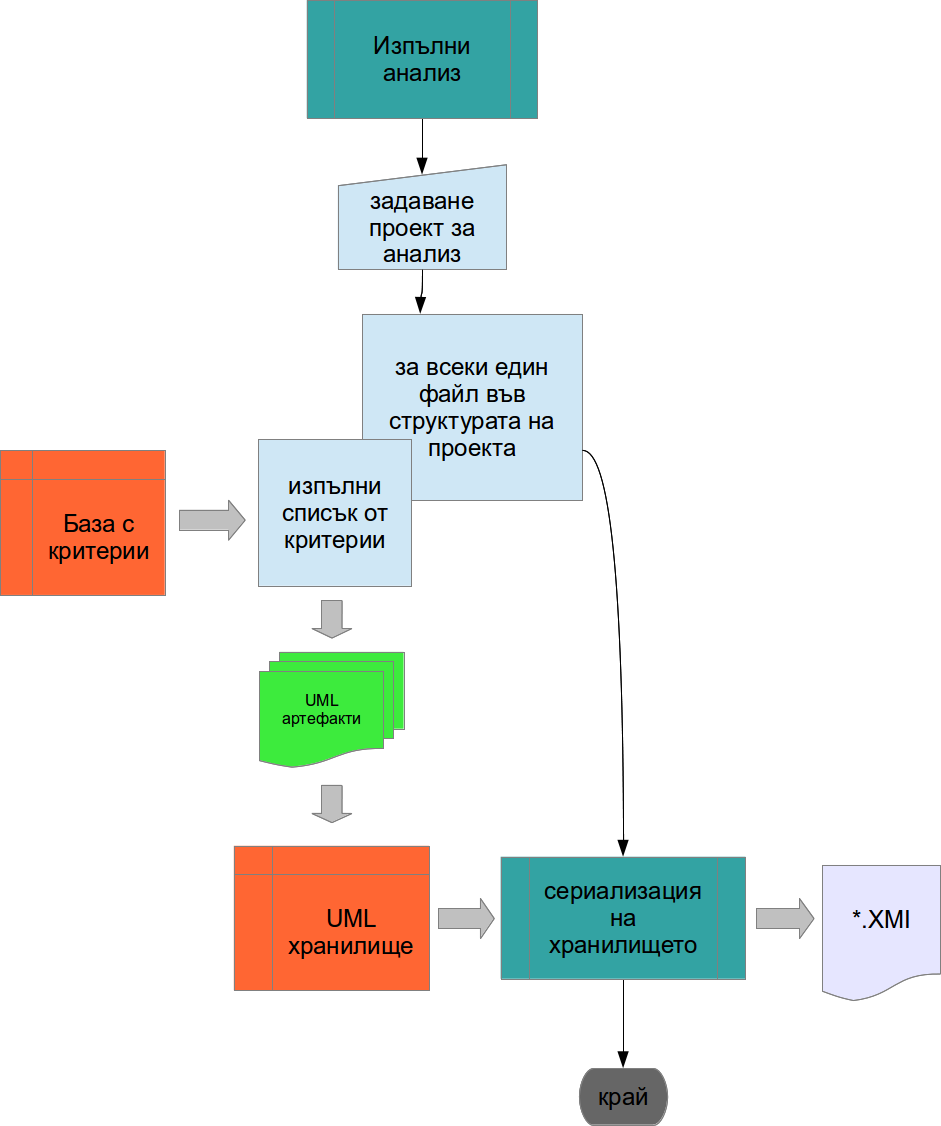 Изпълни
анализ
задаване
проект за
анализ
за всеки един
файл във
структурата на
проекта
изпълни
списък от
критерии
База с
критерии
UML
артефакти
UML
хранилище
сериализация
на
хранилището
*.XMI
край